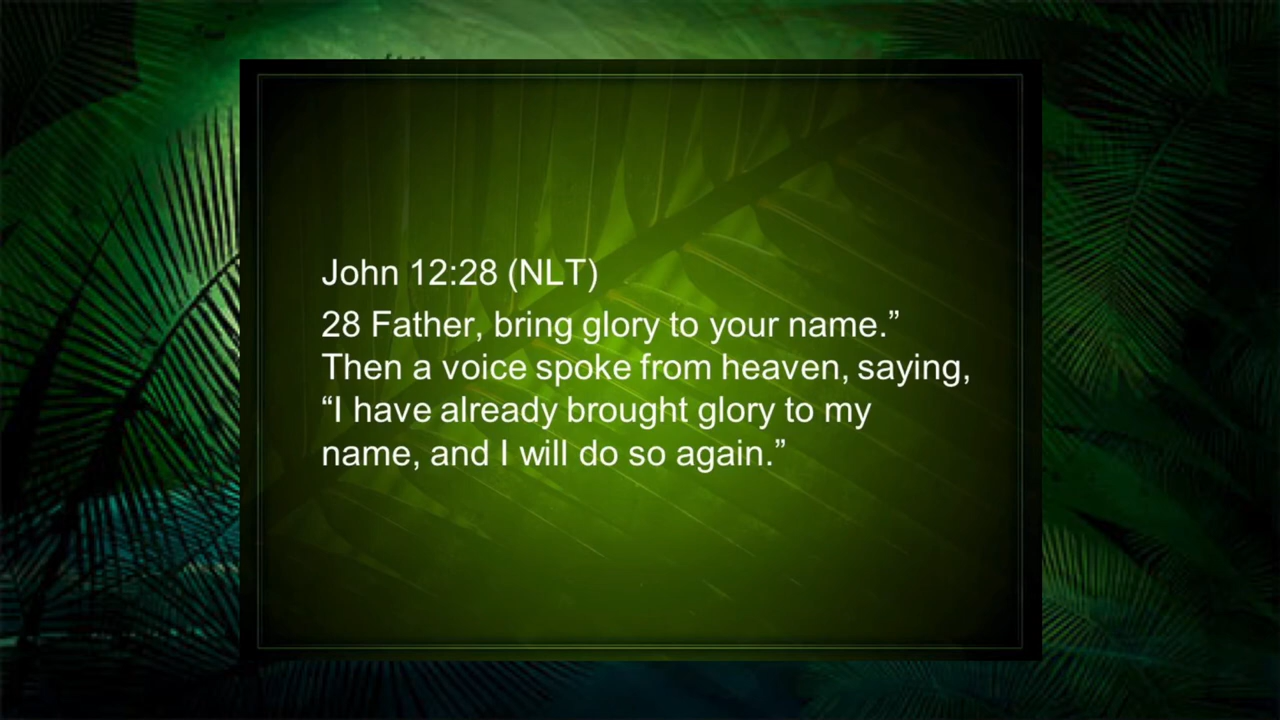 John 12:28 (NLT)
28 Father, bring glory to your name.”
Then a voice spoke from heaven, saying,
“I have already brought glory to my
name, and I will do so again.”